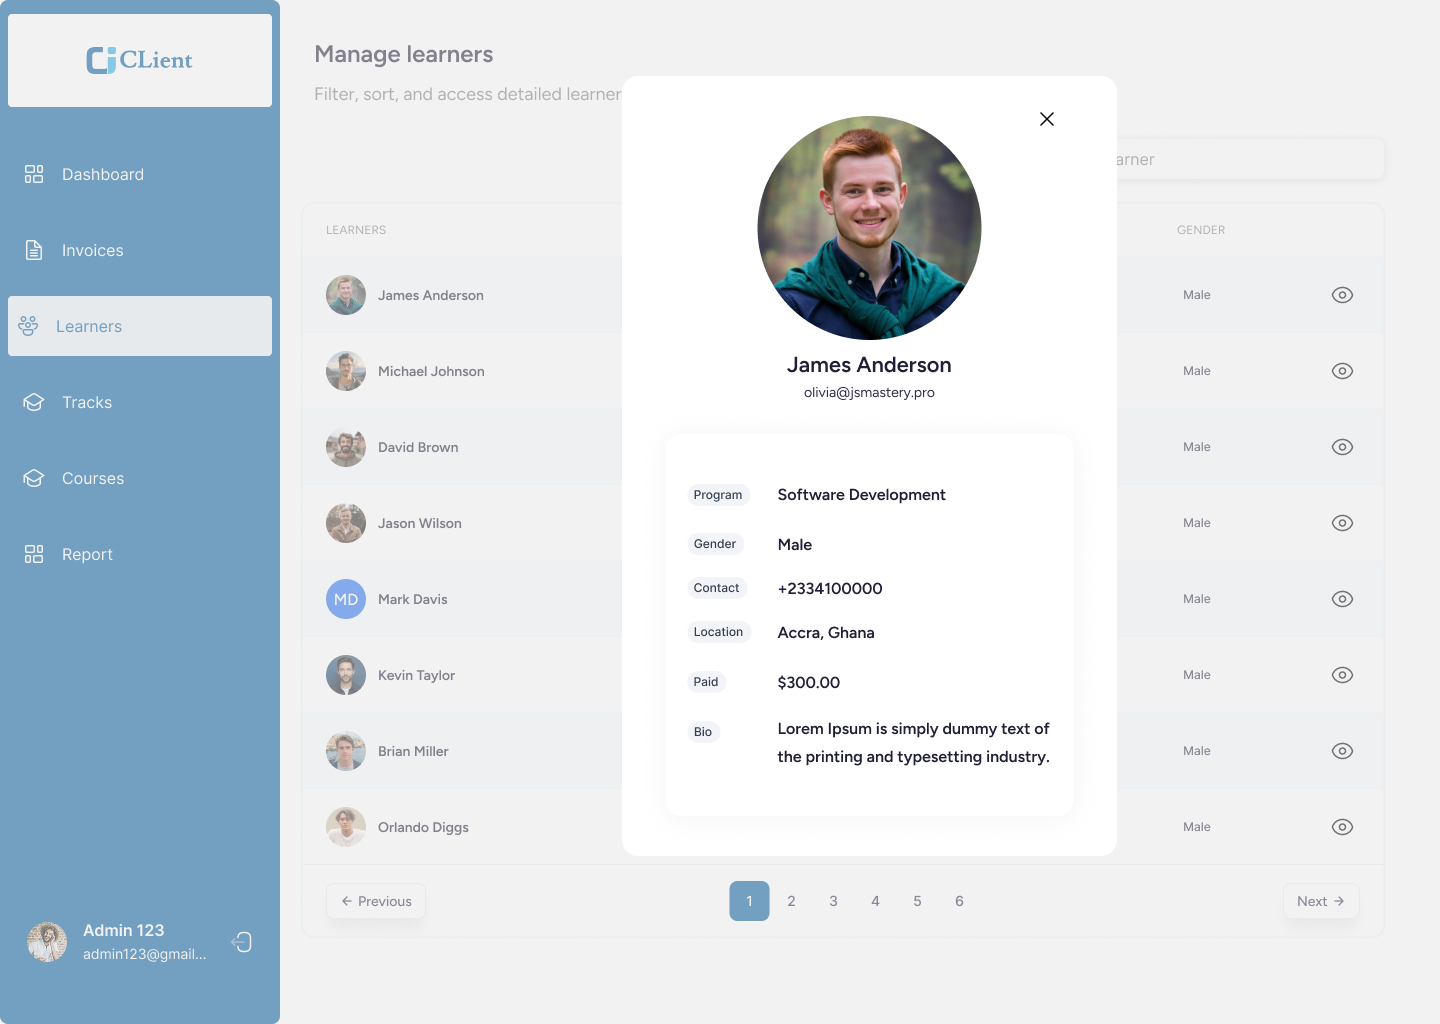 CLient
Dashboard
Invoices
Learners
Tracks
Courses
Report
Admin 123
admin123@gmail...
Manage learners
Filter, sort, and access detailed learner
arner
LEARNERS
GENDER
James Anderson
Male
Michael Johnson
Male
David Brown
Male
Jason Wilson
Male
MD
Mark Davis
Male
Kevin Taylor
Male
Brian Miller
Male
Orlando Diggs
Male
← Previous
1 2 3 4 5 6
Next →
James Anderson
olivia@jsmastery.pro
Program Software Development
Gender Male
Contact +2334100000
Location Accra, Ghana
Paid $300.00
Bio Lorem Ipsum is simply dummy text of
the printing and typesetting industry.